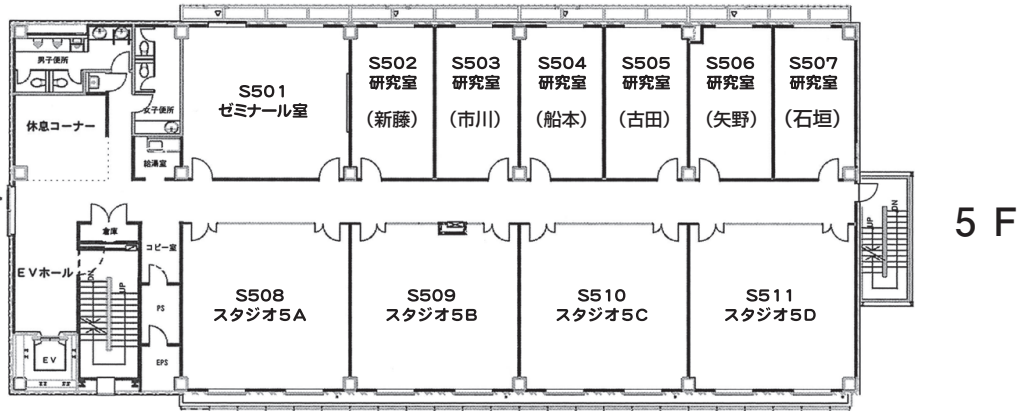 男子便所
女子便所
休息コーナー
給湯室
S501
ゼミナール室
S502
研究室
(新藤)
S503
研究室
(市川)
S504
研究室
(船本)
S505
研究室
(古田)
S506
研究室
(矢野)
S507
研究室
(石垣)
5 F
倉庫
コピー室
EVホール
DN
UP
PS
EPS
EV
S508
スタジオ5A
S509
スタジオ5B
S510
スタジオ5C
S511
スタジオ5D
UP
DN